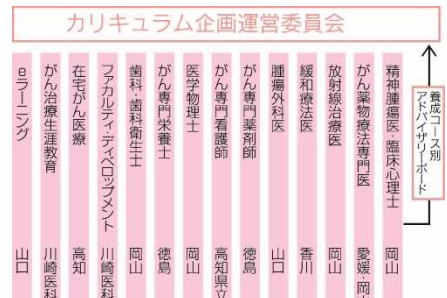 カリキュラム企画運営委員会
養成コース別
アドバイザリーボード
精神腫瘍医・臨床心理士 岡山
がん薬物療法専門医 愛媛・岡
放射線治療医 岡山
緩和療法医 香川
腫瘍外科医 山口
がん専門薬剤師 徳島
がん専門看護師 高知県立
医学物理士 岡山
がん専門栄養士 徳島
歯科・歯科衛生士 岡山
ファカルティ・ディベロップメント 川崎医科
在宅がん医療 高知
がん治療生涯教育 川崎医科
eラーニング 山口